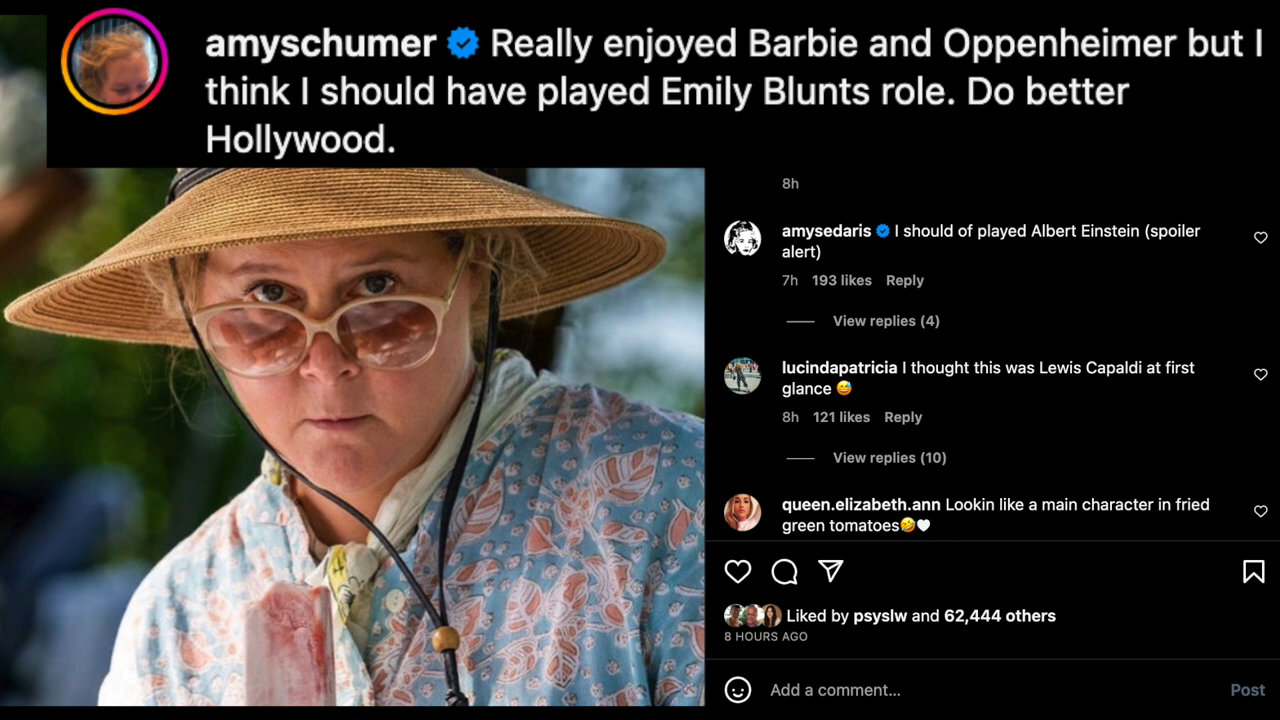 amyschumer Really enjoyed Barbie and Oppenheimer but I
think I should have played Emily Blunts role. Do better
Hollywood.
8h
amysedaris I should of played Albert Einstein (spoiler
alert)
7h 193 likes Reply
View replies (4)
lucindapatricia I thought this was Lewis Capaldi at first
glance 😅
8h 121 likes Reply
View replies (10)
queen.elizabeth.ann Lookin like a main character in fried
green tomatoes🤣🤍
Liked by psyslw and 62,444 others
8 HOURS AGO
Add a comment...
Post